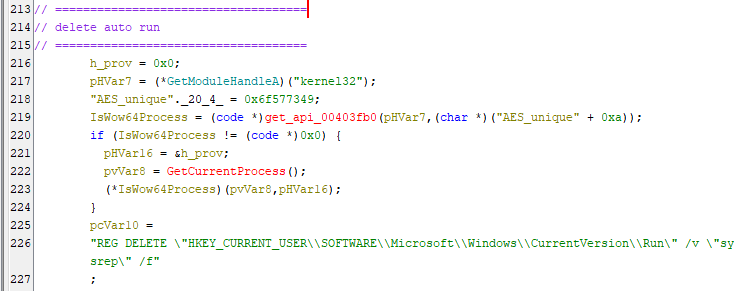 213 // ====================================
214 // delete auto run
215 // ====================================
216 h_prov = 0x0;
217 pHVar7 = (*GetModuleHandleA)("kernel32");
218 "AES_unique"._20_4_ = 0x6f577349;
219 IsWow64Process = (code *)get_api_00403fb0(pHVar7,(char *)("AES_unique" + 0xa));
220 if (IsWow64Process != (code *)0x0) {
221 pHVar16 = &h_prov;
222 pvVar8 = GetCurrentProcess();
223 (*IsWow64Process)(pvVar8,pHVar16);
224 }
225 pcVar10 =
226 "REG DELETE \"HKEY_CURRENT_USER\\SOFTWARE\\Microsoft\\Windows\\CurrentVersion\\Run\" /v \"sy
srep\" /f"
227 ;